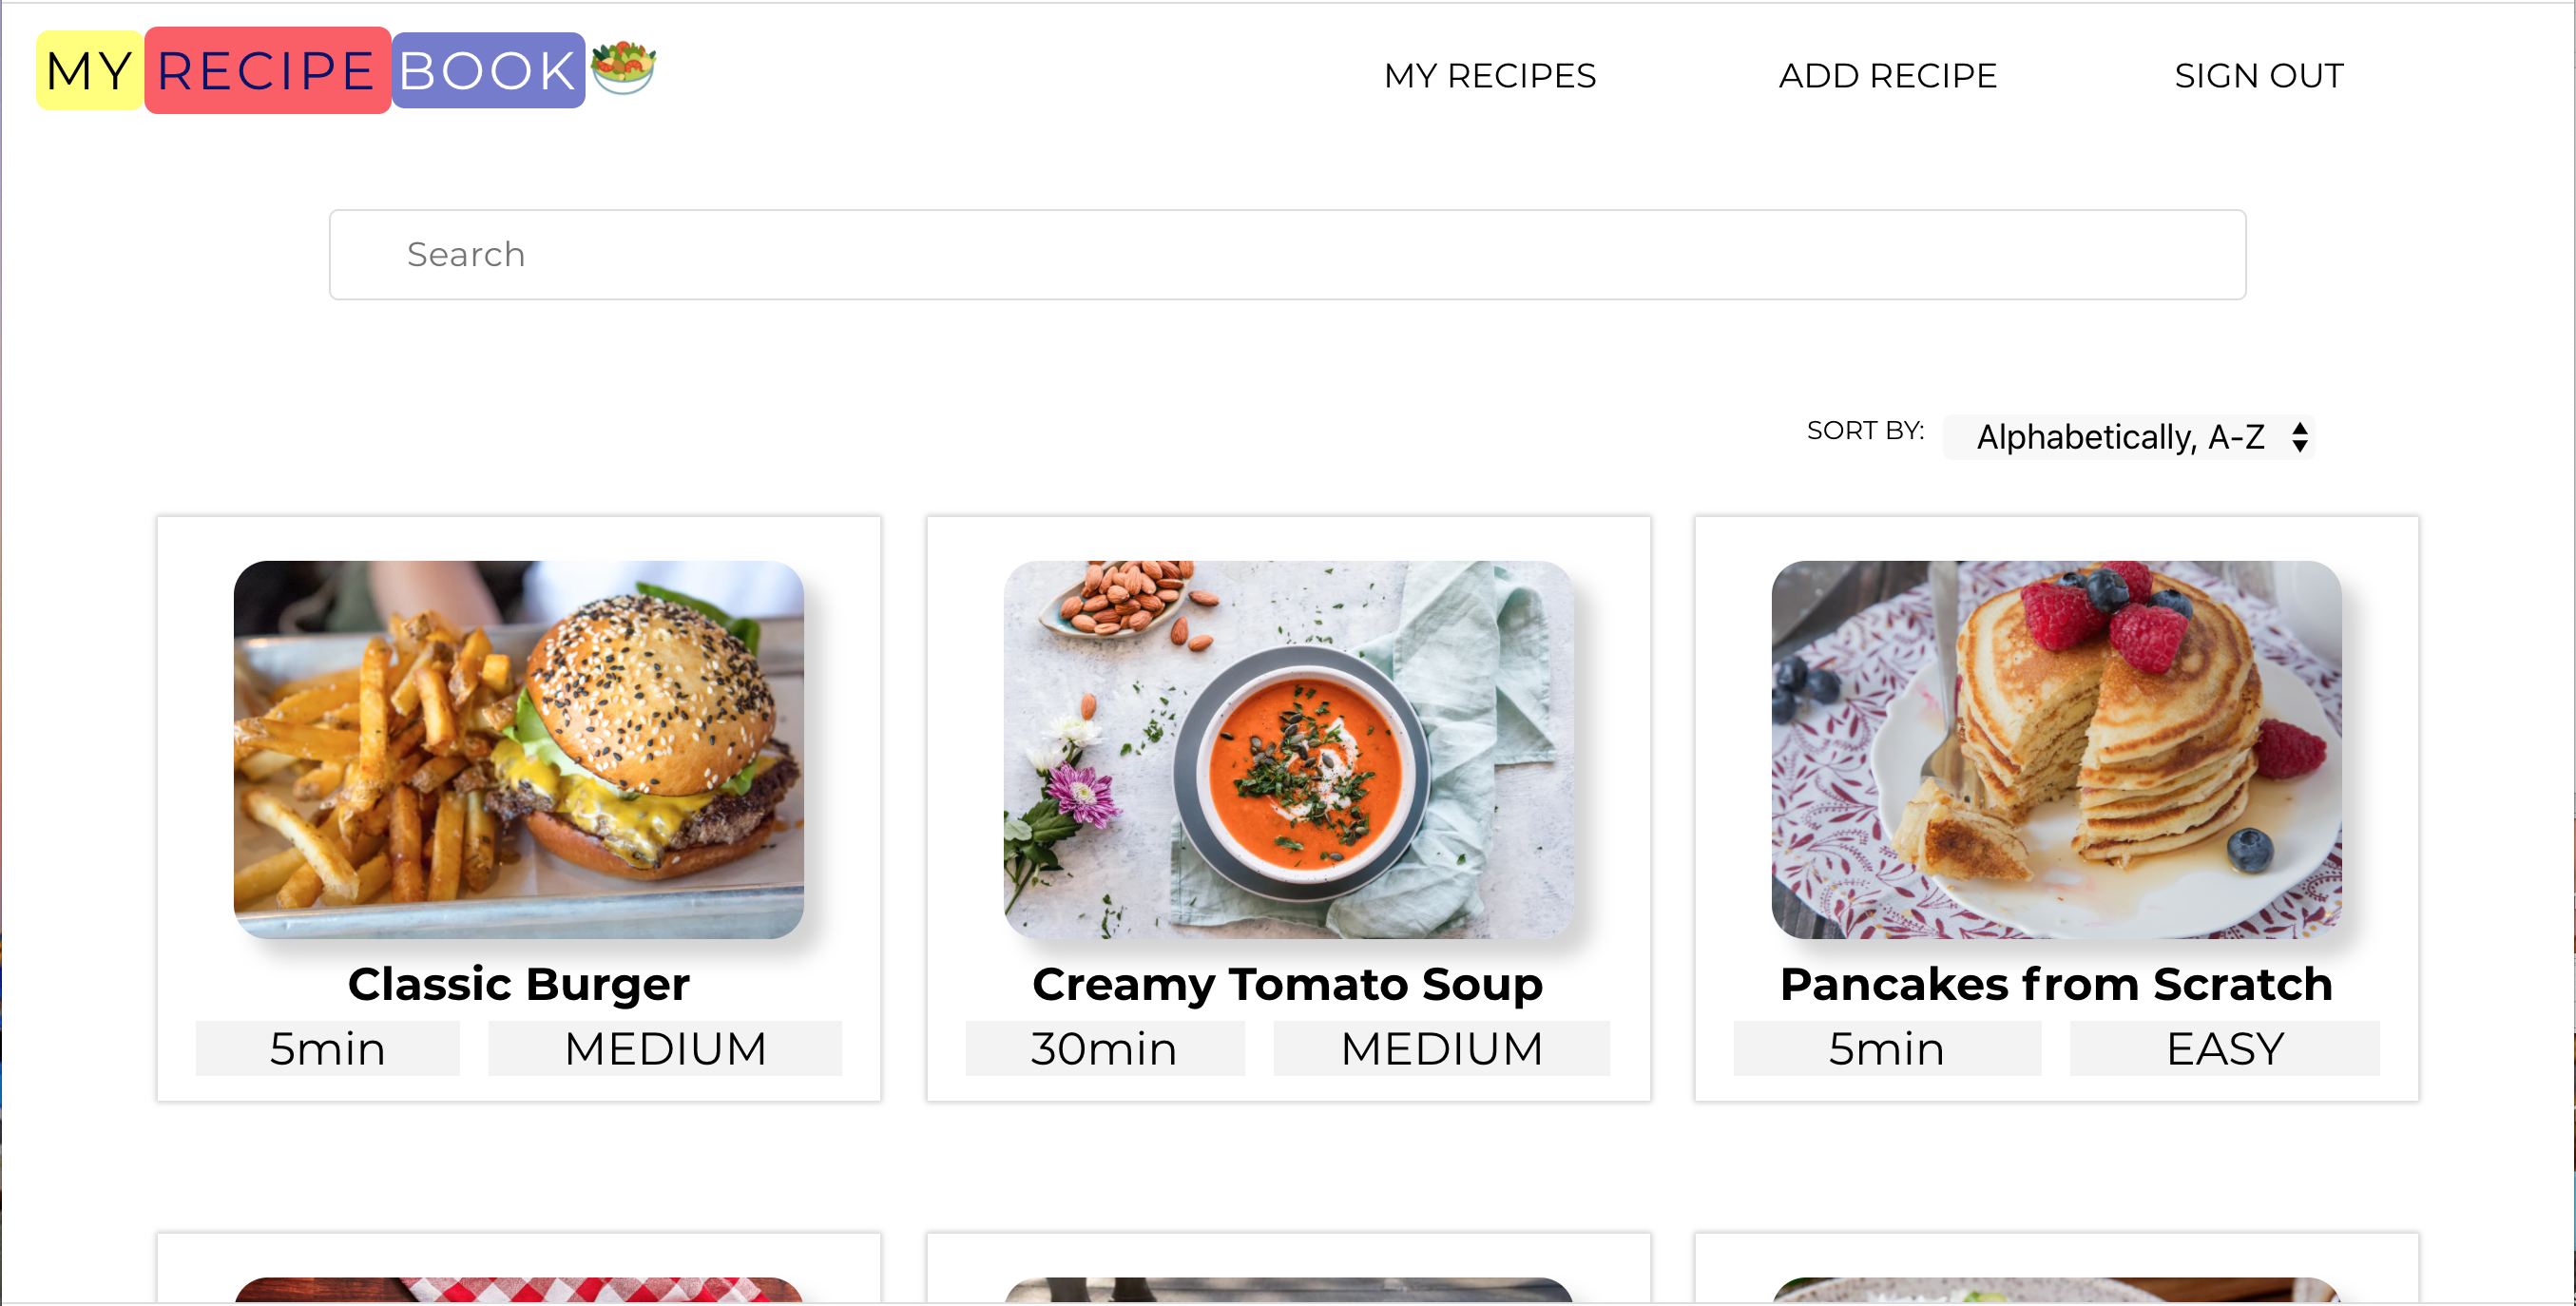 MY RECIPE BOOK
MY RECIPES
ADD RECIPE
SIGN OUT
Search
SORT BY: Alphabetically, A-Z
Classic Burger
5min MEDIUM
Creamy Tomato Soup
30min MEDIUM
Pancakes from Scratch
5min EASY